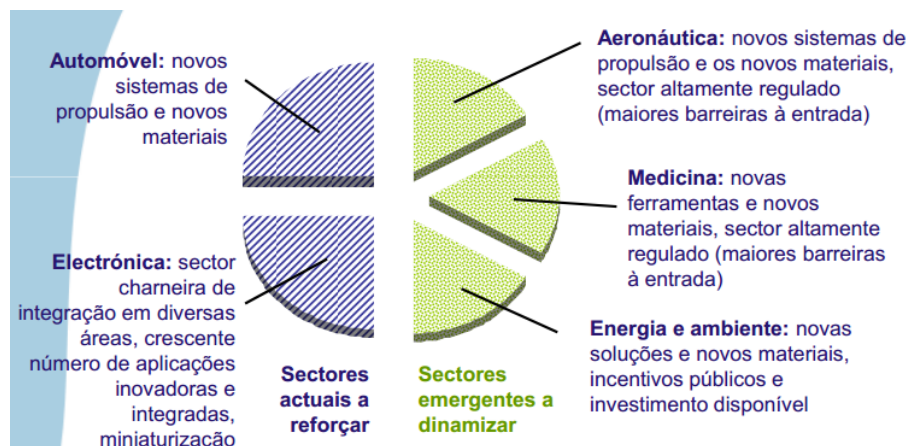 Automóvel: novos
sistemas de
propulsão e novos
materiais
Electrónica: sector
charneira de
integração em diversas
áreas, crescente
número de aplicações
inovadoras e
integradas,
miniaturização
Sectores
actuais a
reforçar
Sectores
emergentes a
dinamizar
Aeronáutica: novos sistemas de
propulsão e os novos materiais,
sector altamente regulado
(maiores barreiras à entrada)
Medicina: novas
ferramentas e novos
materiais, sector altamente
regulado (maiores barreiras
à entrada)
Energia e ambiente: novas
soluções e novos materiais,
incentivos públicos e
investimento disponível